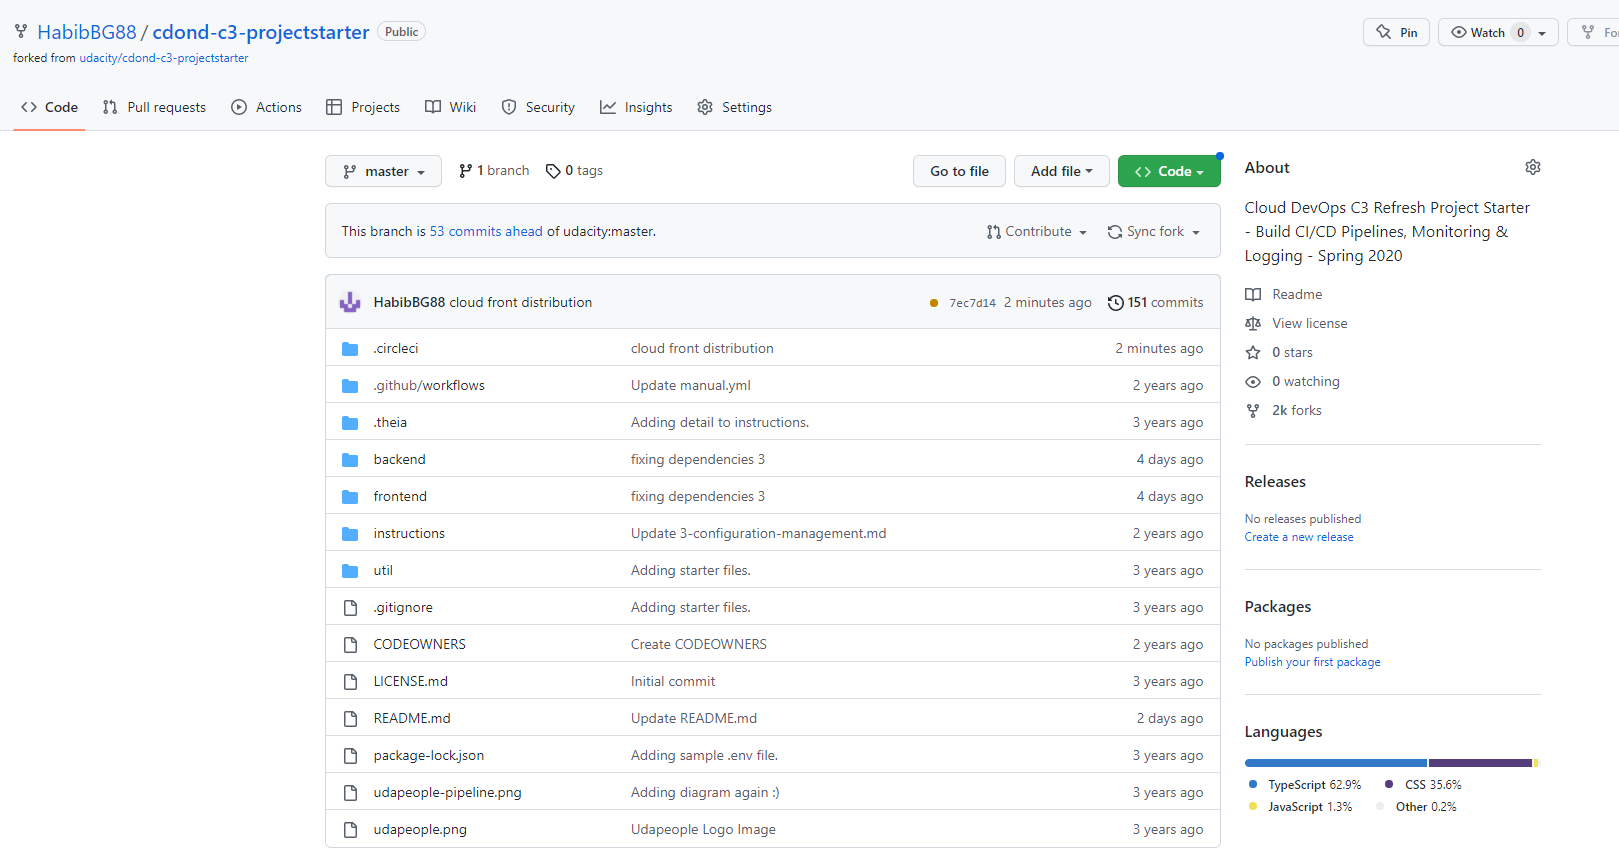 HabibBG88 / cdond-c3-projectstarter Public
Pin
Watch 0
forked from udacity/cdond-c3-projectstarter
Code
Pull requests
Actions
Projects
Wiki
Security
Insights
Settings
master
1 branch
0 tags
Go to file
Add file
Code
This branch is 53 commits ahead of udacity:master.
Contribute
Sync fork
HabibBG88 cloud front distribution
7ec7d14 2 minutes ago
151 commits
.circleci cloud front distribution 2 minutes ago
.github/workflows Update manual.yml 2 years ago
.theia Adding detail to instructions. 3 years ago
backend fixing dependencies 3 4 days ago
frontend fixing dependencies 3 4 days ago
instructions Update 3-configuration-management.md 2 years ago
util Adding starter files. 3 years ago
.gitignore Adding starter files. 3 years ago
CODEOWNERS Create CODEOWNERS 2 years ago
LICENSE.md Initial commit 3 years ago
README.md Update README.md 2 days ago
package-lock.json Adding sample .env file. 3 years ago
udapeople-pipeline.png Adding diagram again :) 3 years ago
udapeople.png Udapeople Logo Image 3 years ago
About
Cloud DevOps C3 Refresh Project Starter
- Build CI/CD Pipelines, Monitoring &
Logging - Spring 2020
Readme
View license
0 stars
0 watching
2k forks
Releases
No releases published
Create a new release
Packages
No packages published
Publish your first package
Languages
TypeScript 62.9%
CSS 35.6%
JavaScript 1.3%
Other 0.2%